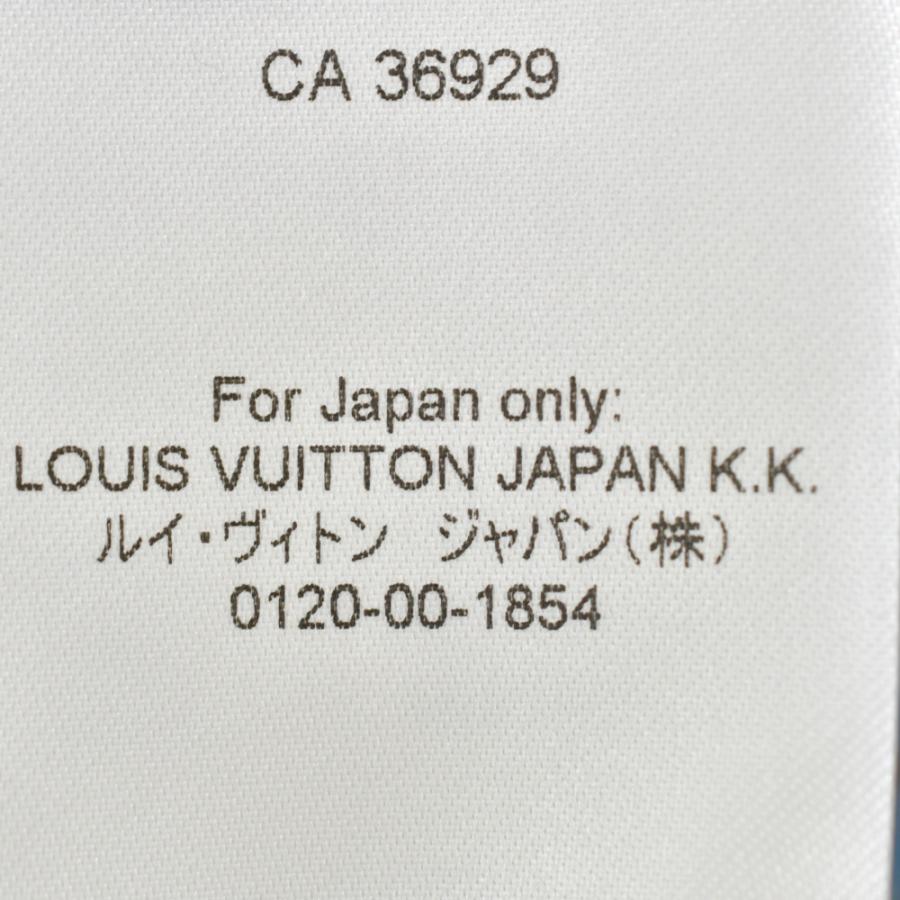 CA 36929
For Japan only:
LOUIS VUITTON JAPAN K.K.
ルイ・ヴィトン　ジャパン(株)
0120-00-1854